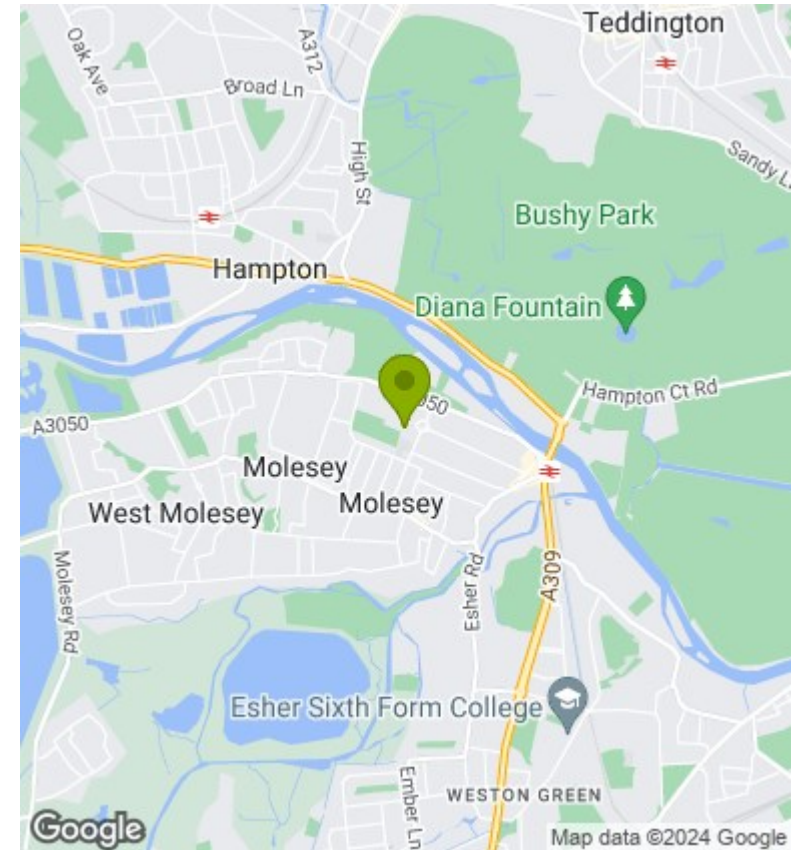 Teddington
Oak Ave
A312
Broad Ln
High St
Sandy L
Bushy Park
Hampton
Diana Fountain
Hampton Ct Rd
A3050
050
Molesey
Molesey
West Molesey
Molesey Rd
Esher Rd
A309
Esher Sixth Form College
Ember Ln
WESTON GREEN
Google
Map data ©2024 Google